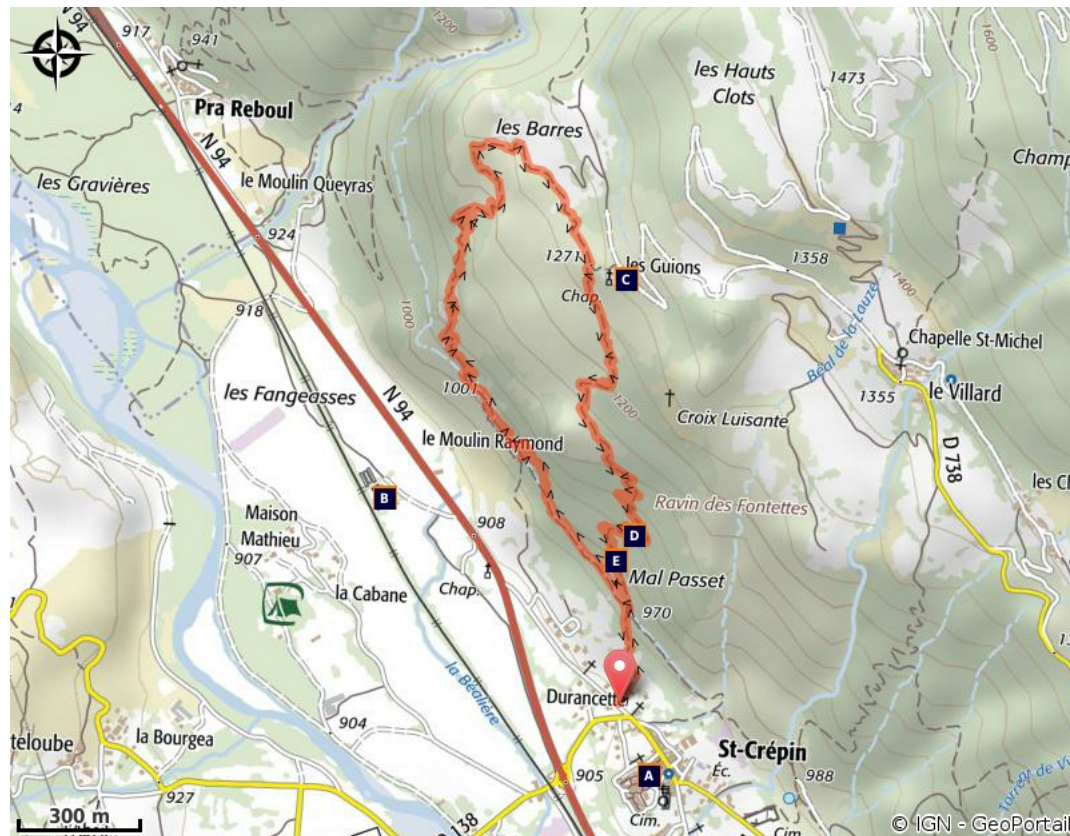 N 94
917
941
Pra Reboul
N 94
les Gravières
le Moulin Queyras
924
918
1000
1200
les Barres
les Hauts
Clots
1473
1600
1271
les Guions
C
Chap.
1358
1400
Béal de la Lauze
Chapelle St-Michel
le Villard
1355
D 738
1001
les Fangeasses
N 94
1200
Croix Luisante
le Moulin Raymond
B
Ravin des Fontettes
Maison
Mathieu
908
907
D
E
Mal Passet
la Cabane
Chap.
970
la Béalière
904
la Bourgea
teloube
927
905
St-Crépin
A
Éc.
988
Cim.
Cim.
D 138
300 m
© IGN - GeoPortail